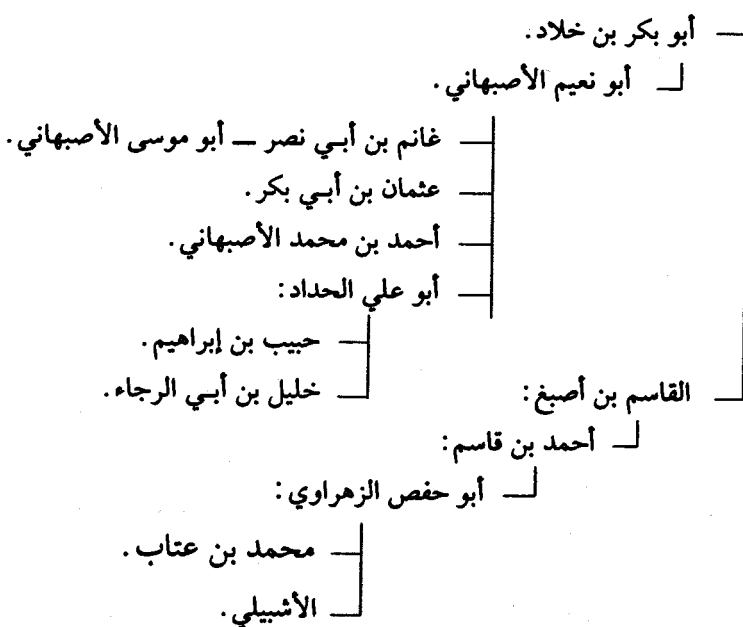 أبو بكر بن خلاد.
أبو نعيم الأصبهاني.
غانم بن أبي نصر — أبو موسى الأصبهاني.
عثمان بن أبي بكر.
أحمد بن محمد الأصبهاني.
أبو علي الحداد:
حبيب بن إبراهيم.
خليل بن أبي الرجاء.
القاسم بن أصبغ:
أحمد بن قاسم:
أبو حفص الزهراوي:
محمد بن عتاب.
الأشبيلي.